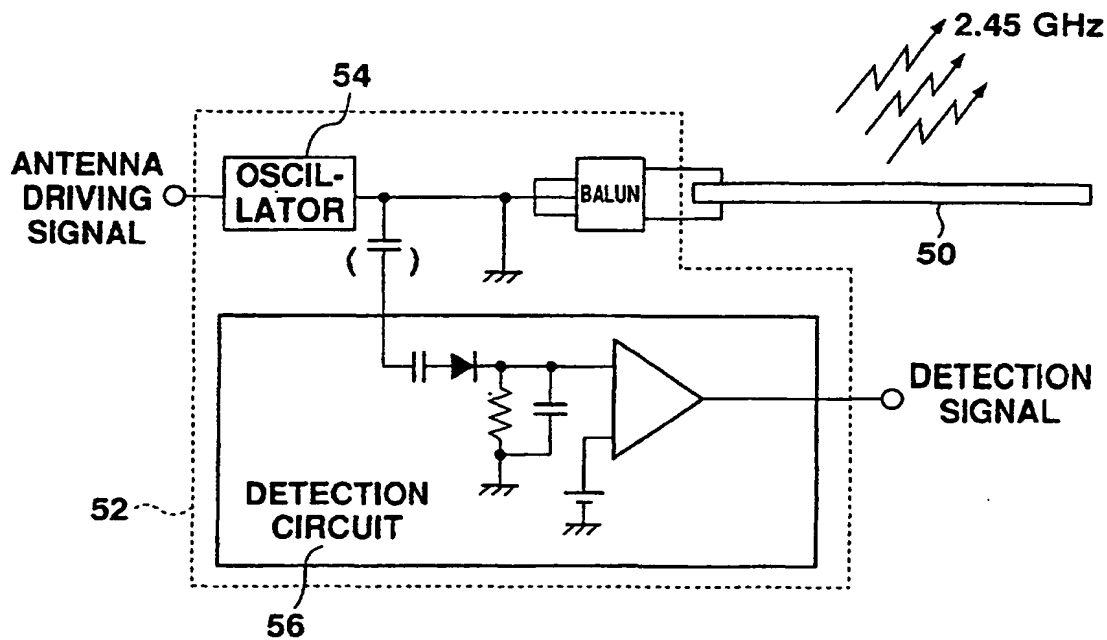 2.45 GHz
54
ANTENNA
DRIVING
SIGNAL
OSCIL-
LATOR
BALUN
50
( )
DETECTION
SIGNAL
52
DETECTION
CIRCUIT
56